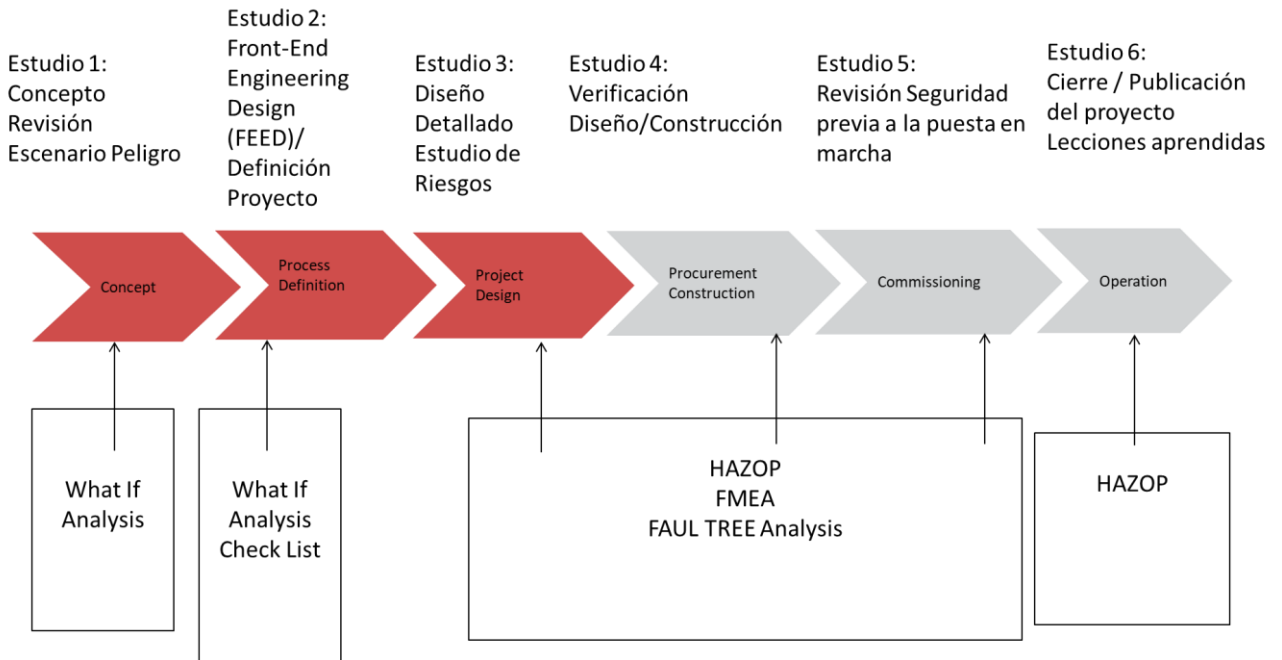 Estudio 1:
Concepto
Revisión
Escenario Peligro
Estudio 2:
Front-End
Engineering
Design
(FEED)/
Definición
Proyecto
Estudio 3:
Diseño
Detallado
Estudio de
Riesgos
Estudio 4:
Verificación
Diseño/Construcción
Estudio 5:
Revisión Seguridad
previa a la puesta en
marcha
Estudio 6:
Cierre / Publicación
del proyecto
Lecciones aprendidas
Concept
Process
Definition
Project
Design
Procurement
Construction
Commissioning
Operation
What If
Analysis
What If
Analysis
Check List
HAZOP
FMEA
FAUL TREE Analysis
HAZOP